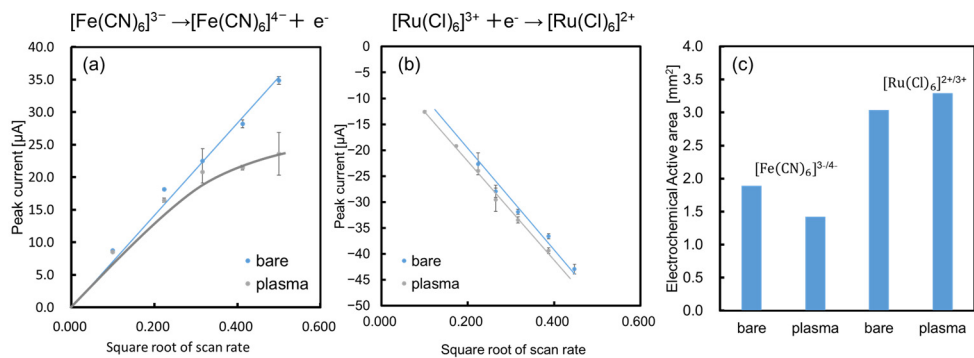 [Fe(CN)₆]³⁻ →[Fe(CN)₆]⁴⁻ + e⁻
[Ru(Cl)₆]³⁺ +e⁻ → [Ru(Cl)₆]²⁺
(a)
Peak current [μA]
40.0
35.0
30.0
25.0
20.0
15.0
10.0
5.0
0.0
0.000
0.200
0.400
0.600
bare
plasma
Square root of scan rate
(b)
Peak current [μA]
0
−5
−10
−15
−20
−25
−30
−35
−40
−45
−50
0.000
0.200
0.400
0.600
bare
plasma
Square root of scan rate
(c)
Electrochemical Active area [mm²]
3.5
3.0
2.5
2.0
1.5
1.0
0.5
0.0
[Fe(CN)₆]³⁻/⁴⁻
[Ru(Cl)₆]²⁺/³⁺
bare
plasma
bare
plasma